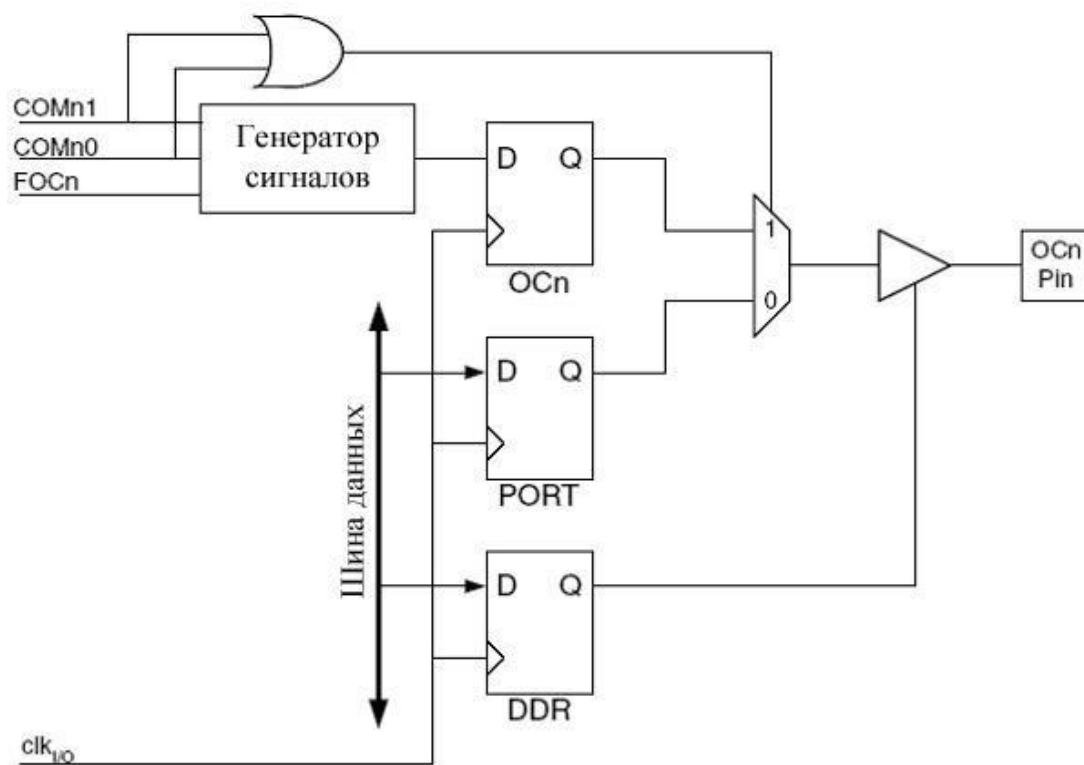 COMn1
COMn0
FOCn
Генератор
сигналов
D Q
OCn
1
0
OCn
Pin
D Q
PORT
Шина данных
D Q
DDR
clkI/O